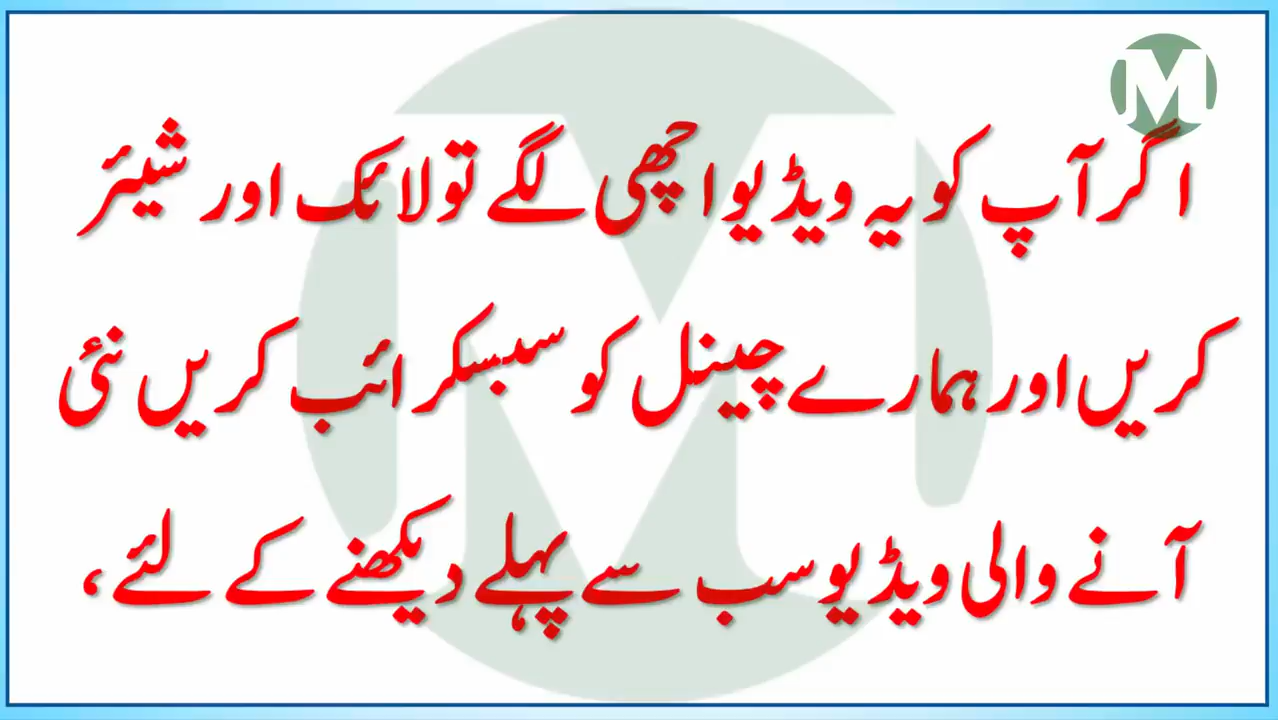 M
اگر آپ کو یہ ویڈیو اچھی لگے تو لائک اور شیئر
کریں اور ہمارے چینل کو سبسکرائب کریں نئی
آنے والی ویڈیو سب سے پہلے دیکھنے کے لئے،